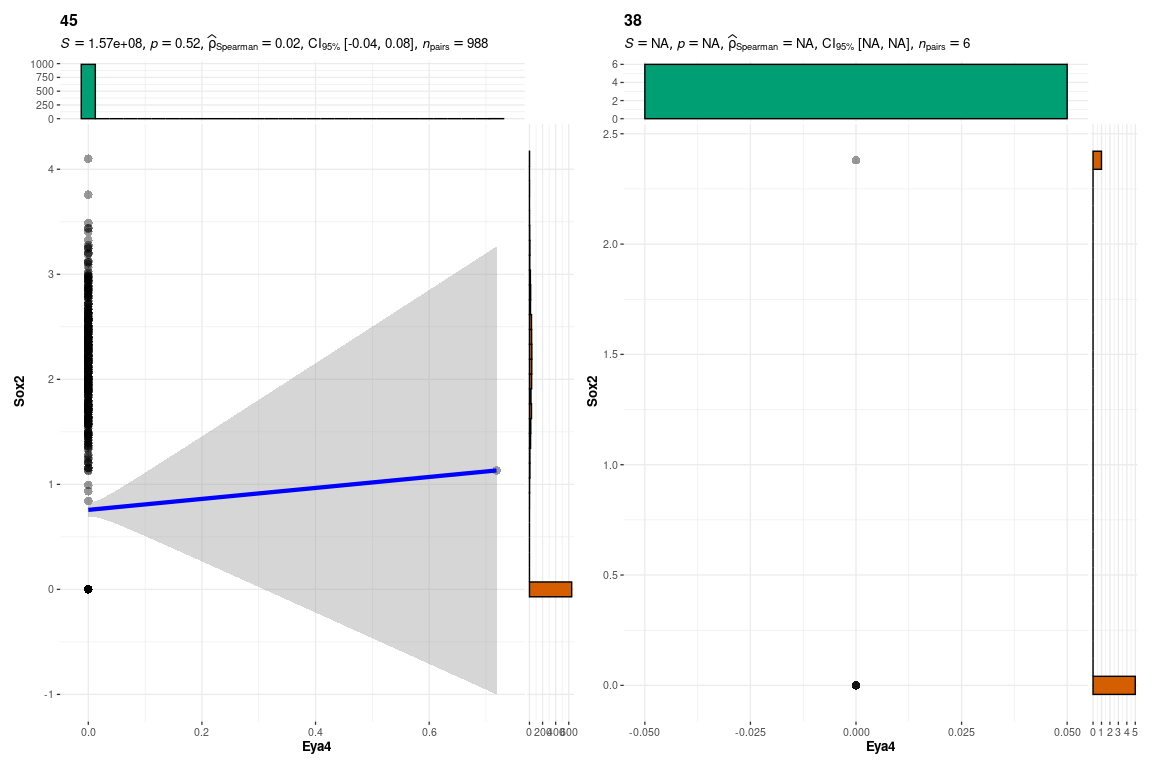 45
S = 1.57e+08, p = 0.52, ρ̂Spearman = 0.02, CI95% [-0.04, 0.08], npairs = 988
1000
750
500
250
0
4
3
2
1
0
-1
Sox2
0.0 0.2 0.4 0.6
0 200 400 600
Eya4
38
S = NA, p = NA, ρ̂Spearman = NA, CI95% [NA, NA], npairs = 6
6
4
2
0
2.5
2.0
1.5
1.0
0.5
0.0
Sox2
-0.050 -0.025 0.000 0.025 0.050
0 1 2 3 4 5
Eya4